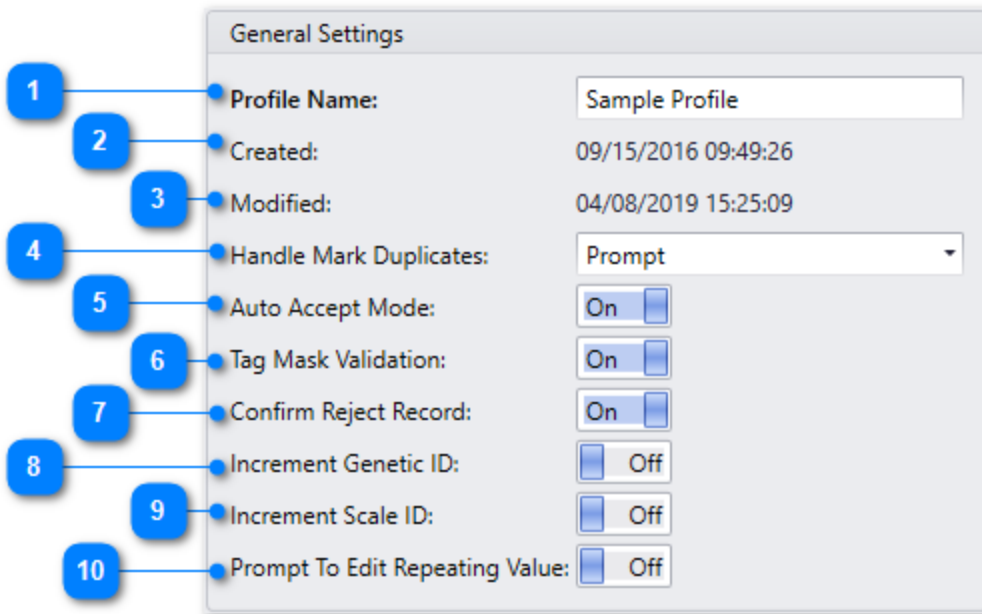 General Settings
1 Profile Name: Sample Profile
2 Created: 09/15/2016 09:49:26
3 Modified: 04/08/2019 15:25:09
4 Handle Mark Duplicates: Prompt
5 Auto Accept Mode: On
6 Tag Mask Validation: On
7 Confirm Reject Record: On
8 Increment Genetic ID: Off
9 Increment Scale ID: Off
10 Prompt To Edit Repeating Value: Off